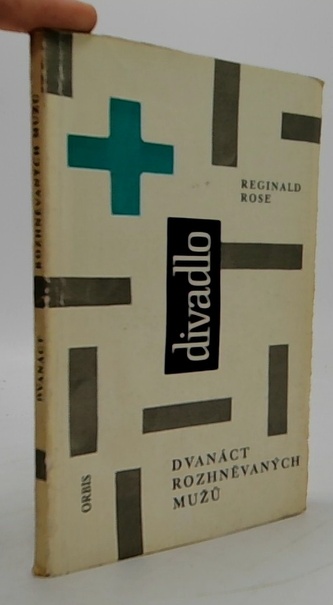 REGINALD
ROSE
divadlo
DVANÁCT
ROZHNĚVANÝCH
MUŽŮ
ORBIS
DVANÁCT ROZHNĚVANÝCH MUŽŮ